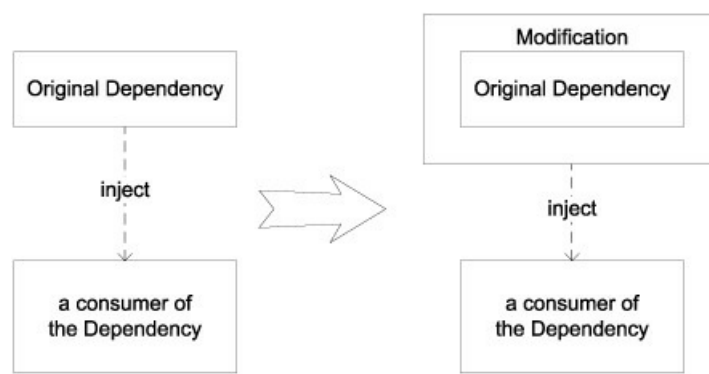 Original Dependency
inject
a consumer of
the Dependency
Modification
Original Dependency
inject
a consumer of
the Dependency